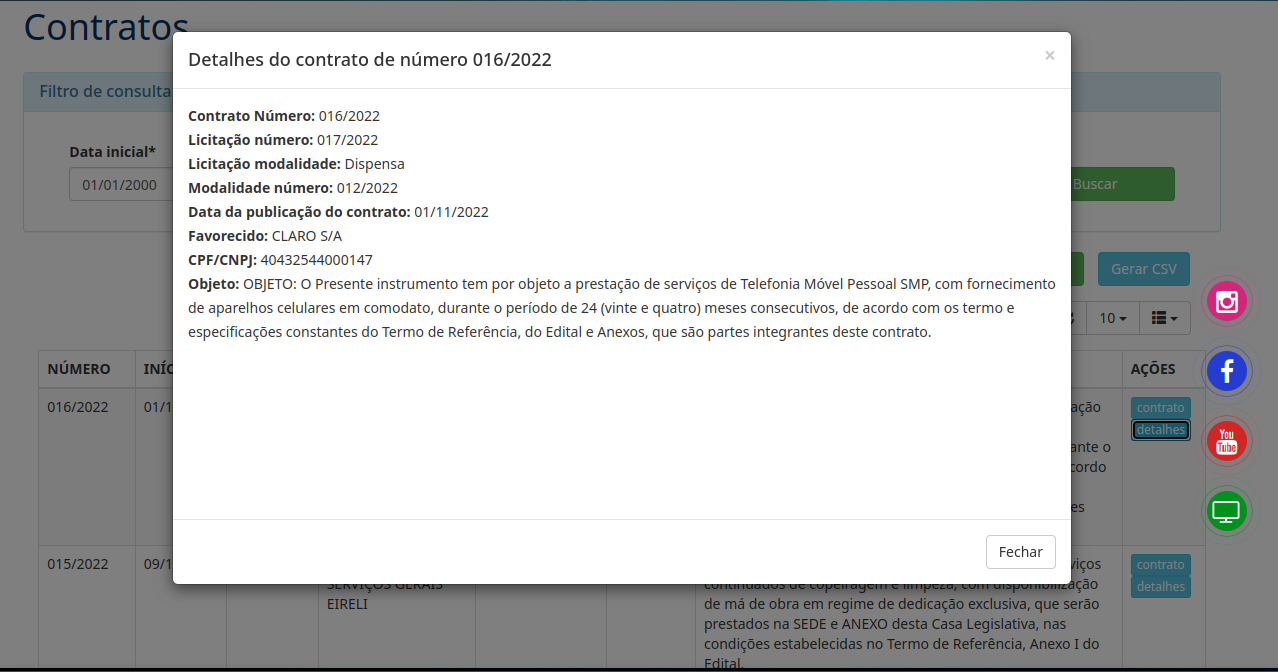 Contratos
Detalhes do contrato de número 016/2022 ×
Filtro de consulta
Contrato Número: 016/2022
Licitação número: 017/2022
Data inicial*
Licitação modalidade: Dispensa
01/01/2000
Modalidade número: 012/2022
Buscar
Data da publicação do contrato: 01/11/2022
Favorecido: CLARO S/A
CPF/CNPJ: 40432544000147
Gerar CSV
Objeto: OBJETO: O Presente instrumento tem por objeto a prestação de serviços de Telefonia Móvel Pessoal SMP, com fornecimento
de aparelhos celulares em comodato, durante o período de 24 (vinte e quatro) meses consecutivos, de acordo com os termo e
especificações constantes do Termo de Referência, do Edital e Anexos, que são partes integrantes deste contrato.
10
NÚMERO INÍC AÇÕES
016/2022 01/1 ação contrato
detalhes
ante o
cordo
es
You
Tube
Fechar
015/2022 09/1 viços contrato
SERVIÇOS GERAIS continuados de copeiragem e limpeza, com disponibilização detalhes
EIRELI de má de obra em regime de dedicação exclusiva, que serão
prestados na SEDE e ANEXO desta Casa Legislativa, nas
condições estabelecidas no Termo de Referência, Anexo I do
Edital.